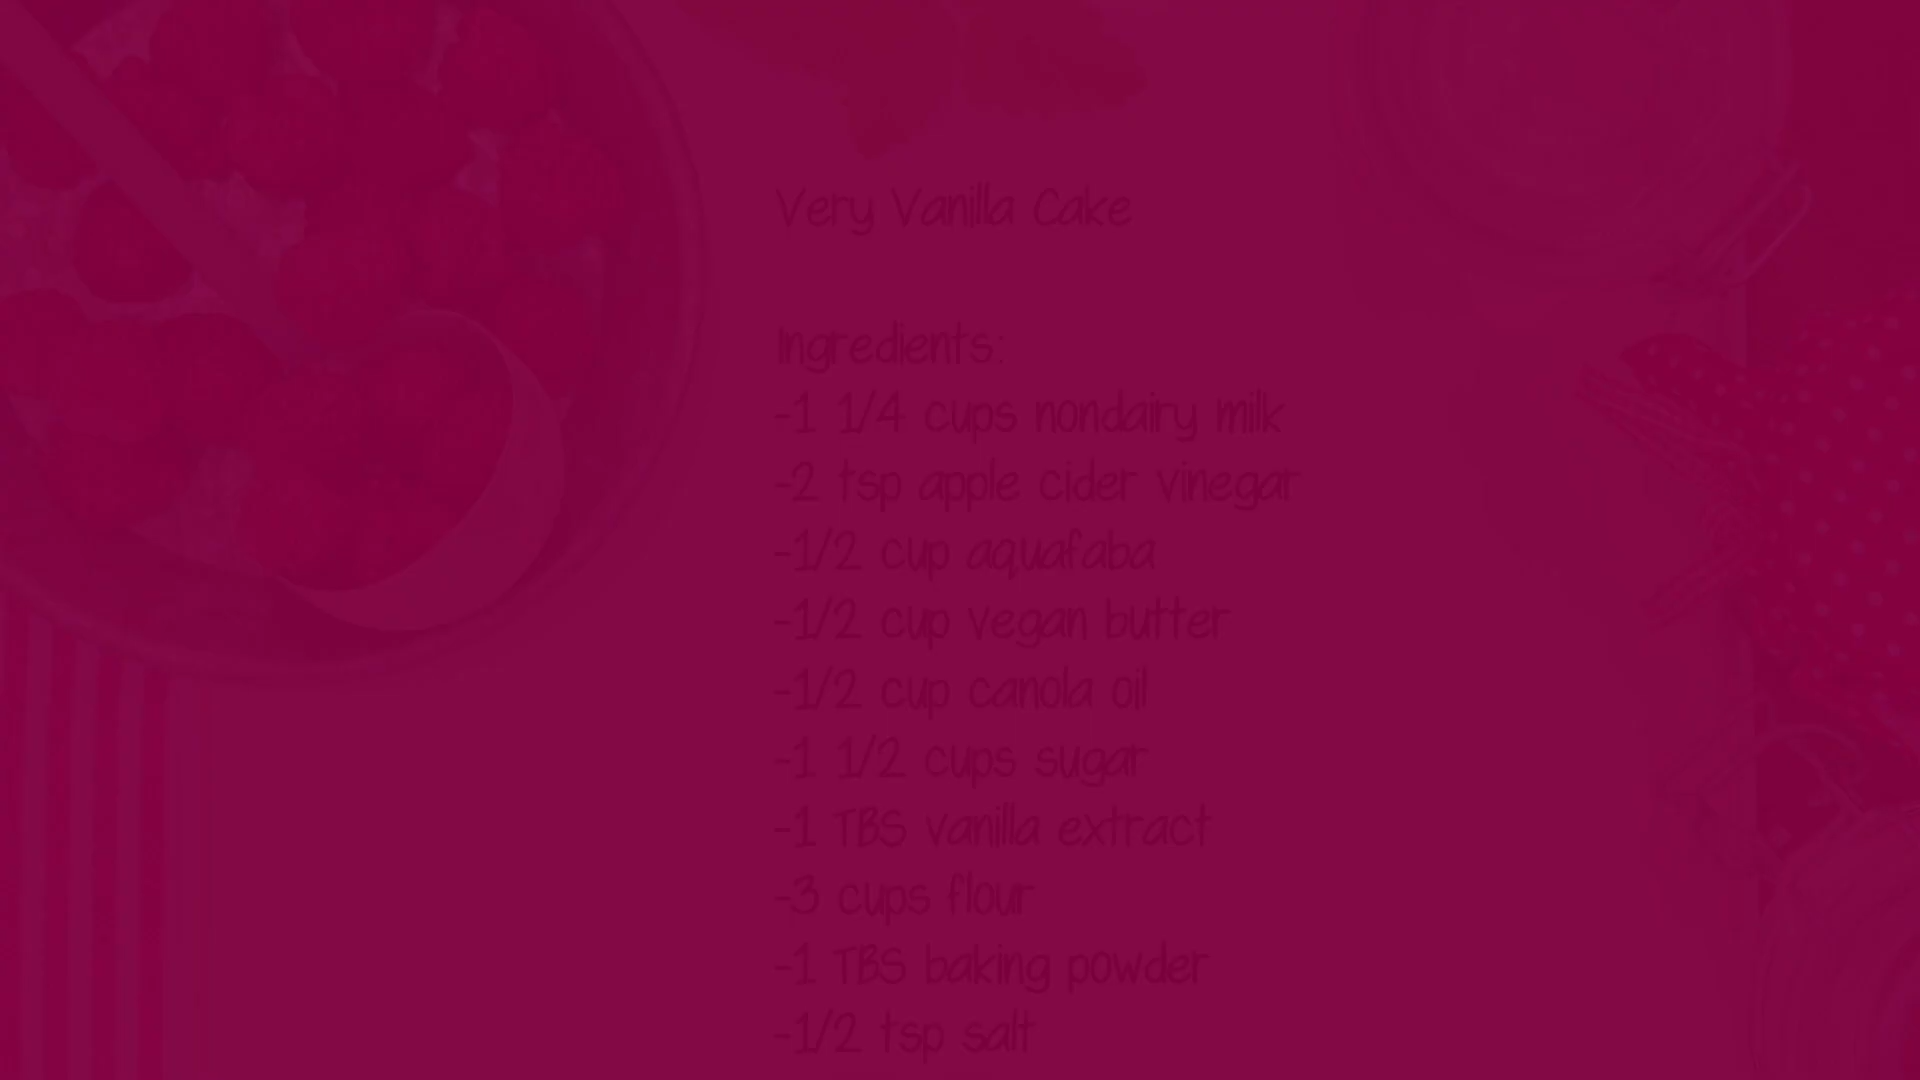 Very Vanilla Cake
Ingredients:
-1 1/4 cups nondairy milk
-2 tsp apple cider vinegar
-1/2 cup aquafaba
-1/2 cup vegan butter
-1/2 cup canola oil
-1 1/2 cups sugar
-1 TBS vanilla extract
-3 cups flour
-1 TBS baking powder
-1/2 tsp salt